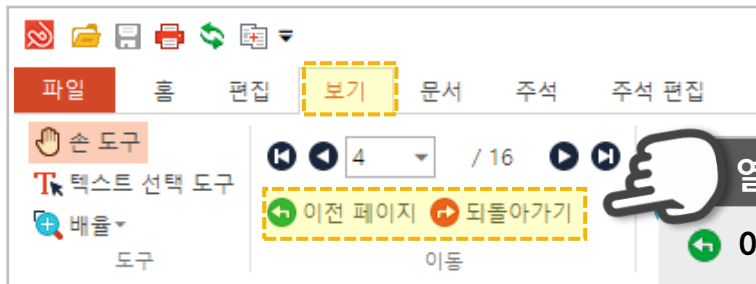 파일 홈 편집 보기 문서 주석 주석 편집
손 도구
텍스트 선택 도구
배율
도구
4 / 16
이전 페이지 되돌아가기
이동